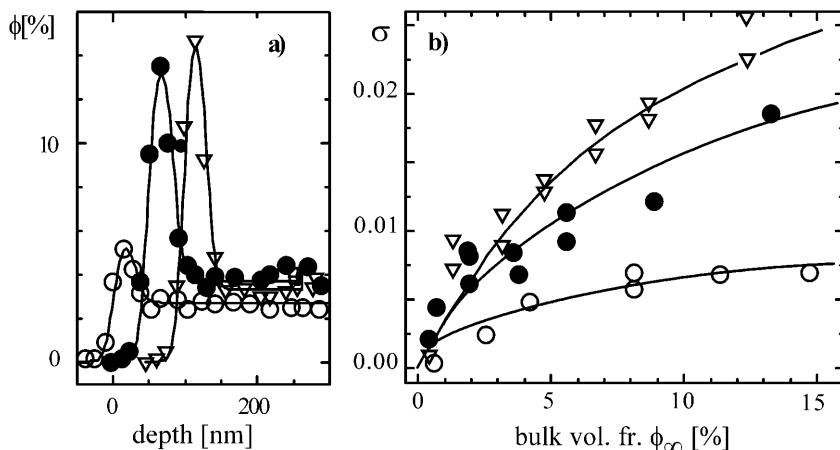 ϕ[%]
a)
10
0
0
200
depth [nm]
σ
b)
0.02
0.01
0.00
0
5
10
15
bulk vol. fr. ϕ∞ [%]